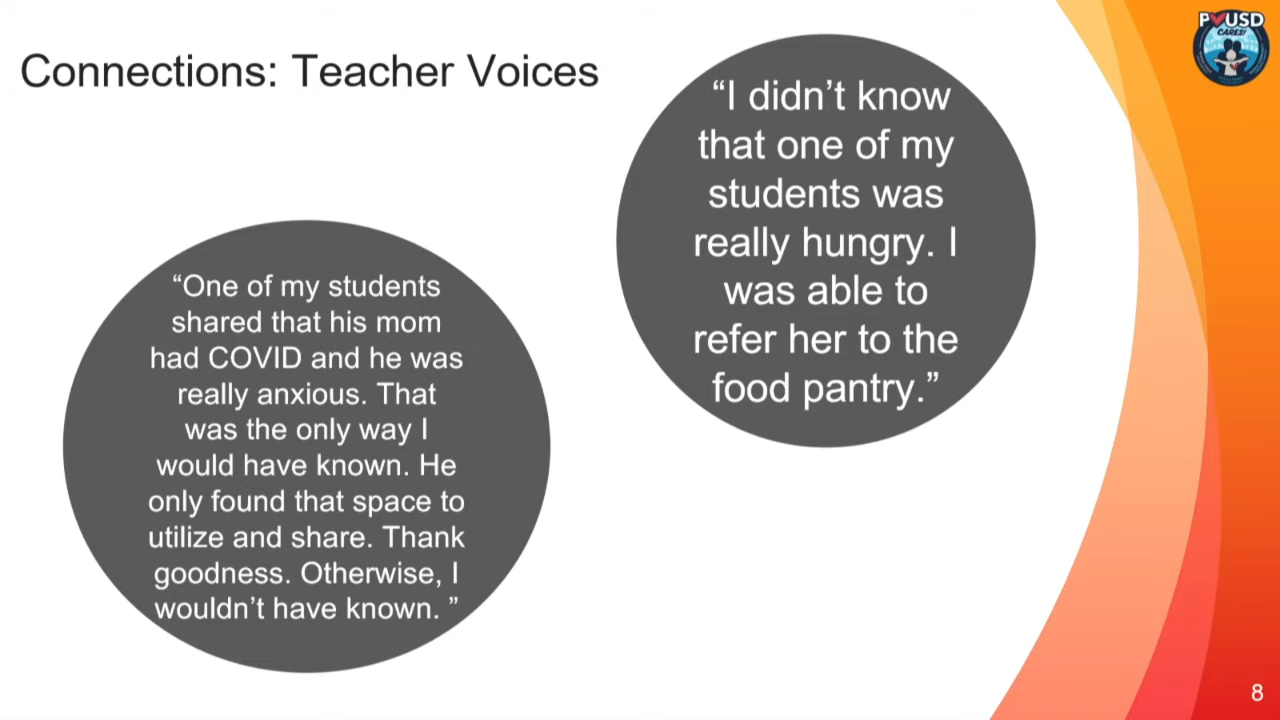 Connections: Teacher Voices
“One of my students
shared that his mom
had COVID and he was
really anxious. That
was the only way I
would have known. He
only found that space to
utilize and share. Thank
goodness. Otherwise, I
wouldn’t have known. ”
“I didn’t know
that one of my
students was
really hungry. I
was able to
refer her to the
food pantry.”
PVUSD
CARES!
8